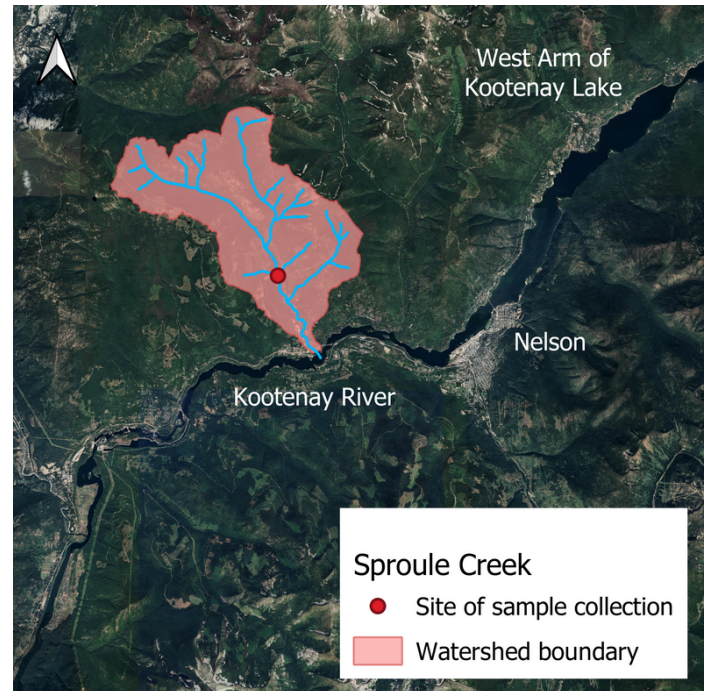 West Arm of
Kootenay Lake
Nelson
Kootenay River
Sproule Creek
Site of sample collection
Watershed boundary